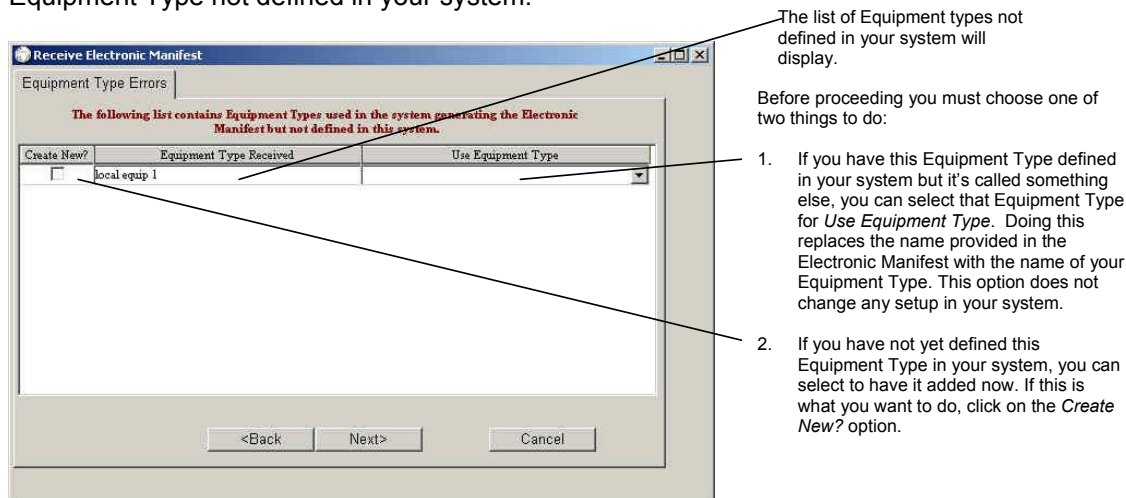 Equipment Type not defined in your system.
Receive Electronic Manifest
Equipment Type Errors
The following list contains Equipment Types used in the system generating the Electronic
Manifest but not defined in this system.
Create New? Equipment Type Received Use Equipment Type
local equip 1
<Back Next> Cancel
The list of Equipment types not
defined in your system will
display.
Before proceeding you must choose one of
two things to do:
1. If you have this Equipment Type defined
in your system but it's called something
else, you can select that Equipment Type
for Use Equipment Type. Doing this
replaces the name provided in the
Electronic Manifest with the name of your
Equipment Type. This option does not
change any setup in your system.
2. If you have not yet defined this
Equipment Type in your system, you can
select to have it added now. If this is
what you want to do, click on the Create
New? option.